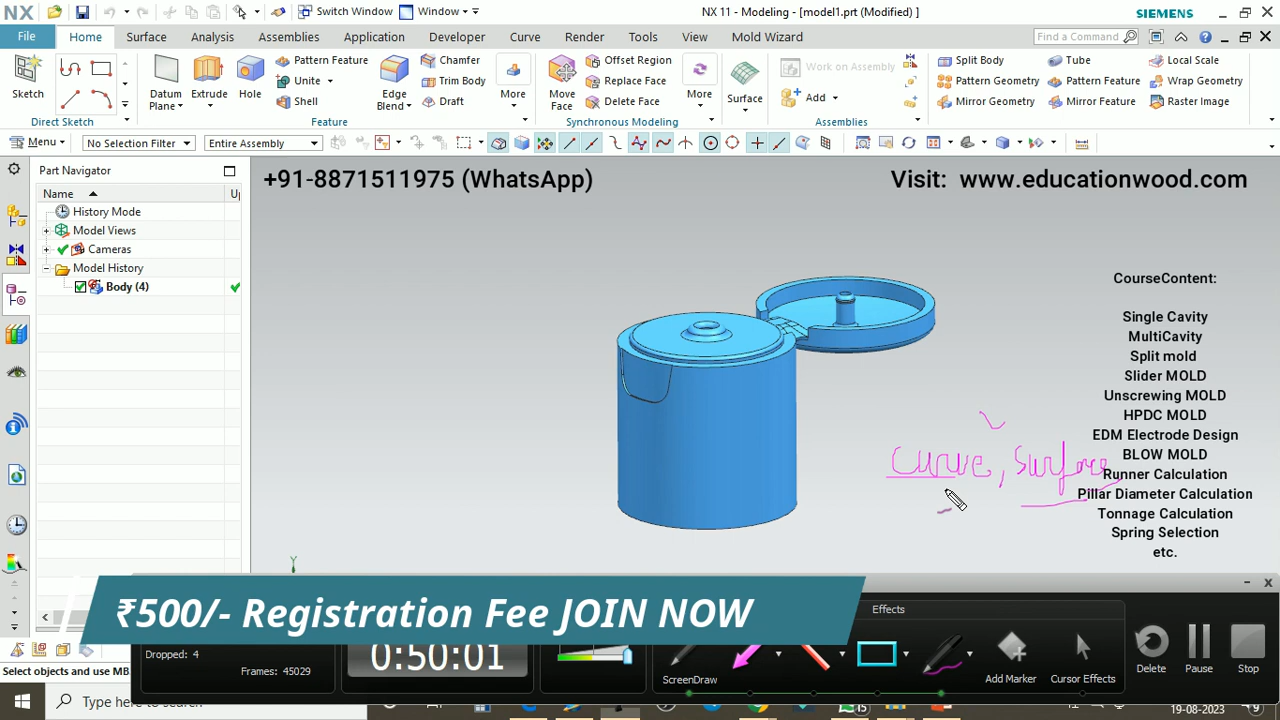 NX
Switch Window
Window
NX 11 - Modeling - [model1.prt (Modified) ]
SIEMENS
File
Home
Surface
Analysis
Assemblies
Application
Developer
Curve
Render
Tools
View
Mold Wizard
Find a Command
Sketch
Direct Sketch
Datum Plane
Extrude
Hole
Pattern Feature
Unite
Shell
Edge Blend
Chamfer
Trim Body
Draft
More
Feature
Move Face
Offset Region
Replace Face
Delete Face
More
Synchronous Modeling
Surface
Work on Assembly
Add
Assemblies
Split Body
Pattern Geometry
Mirror Geometry
Tube
Pattern Feature
Mirror Feature
Local Scale
Wrap Geometry
Raster Image
Menu
No Selection Filter
Entire Assembly
Part Navigator
Name
Up
History Mode
Model Views
Cameras
Model History
Body (4)
+91-8871511975 (WhatsApp)
Visit: www.educationwood.com
CourseContent:
Single Cavity
MultiCavity
Split mold
Slider MOLD
Unscrewing MOLD
HPDC MOLD
EDM Electrode Design
BLOW MOLD
Runner Calculation
Pillar Diameter Calculation
Tonnage Calculation
Spring Selection
etc.
Curve, Surface
Y
₹500/- Registration Fee JOIN NOW
Select objects and use MB
Dropped: 4
Frames: 45029
0:50:01
Effects
ScreenDraw
Add Marker
Cursor Effects
Delete
Pause
Stop
Type here to search
15
19-08-2023
9